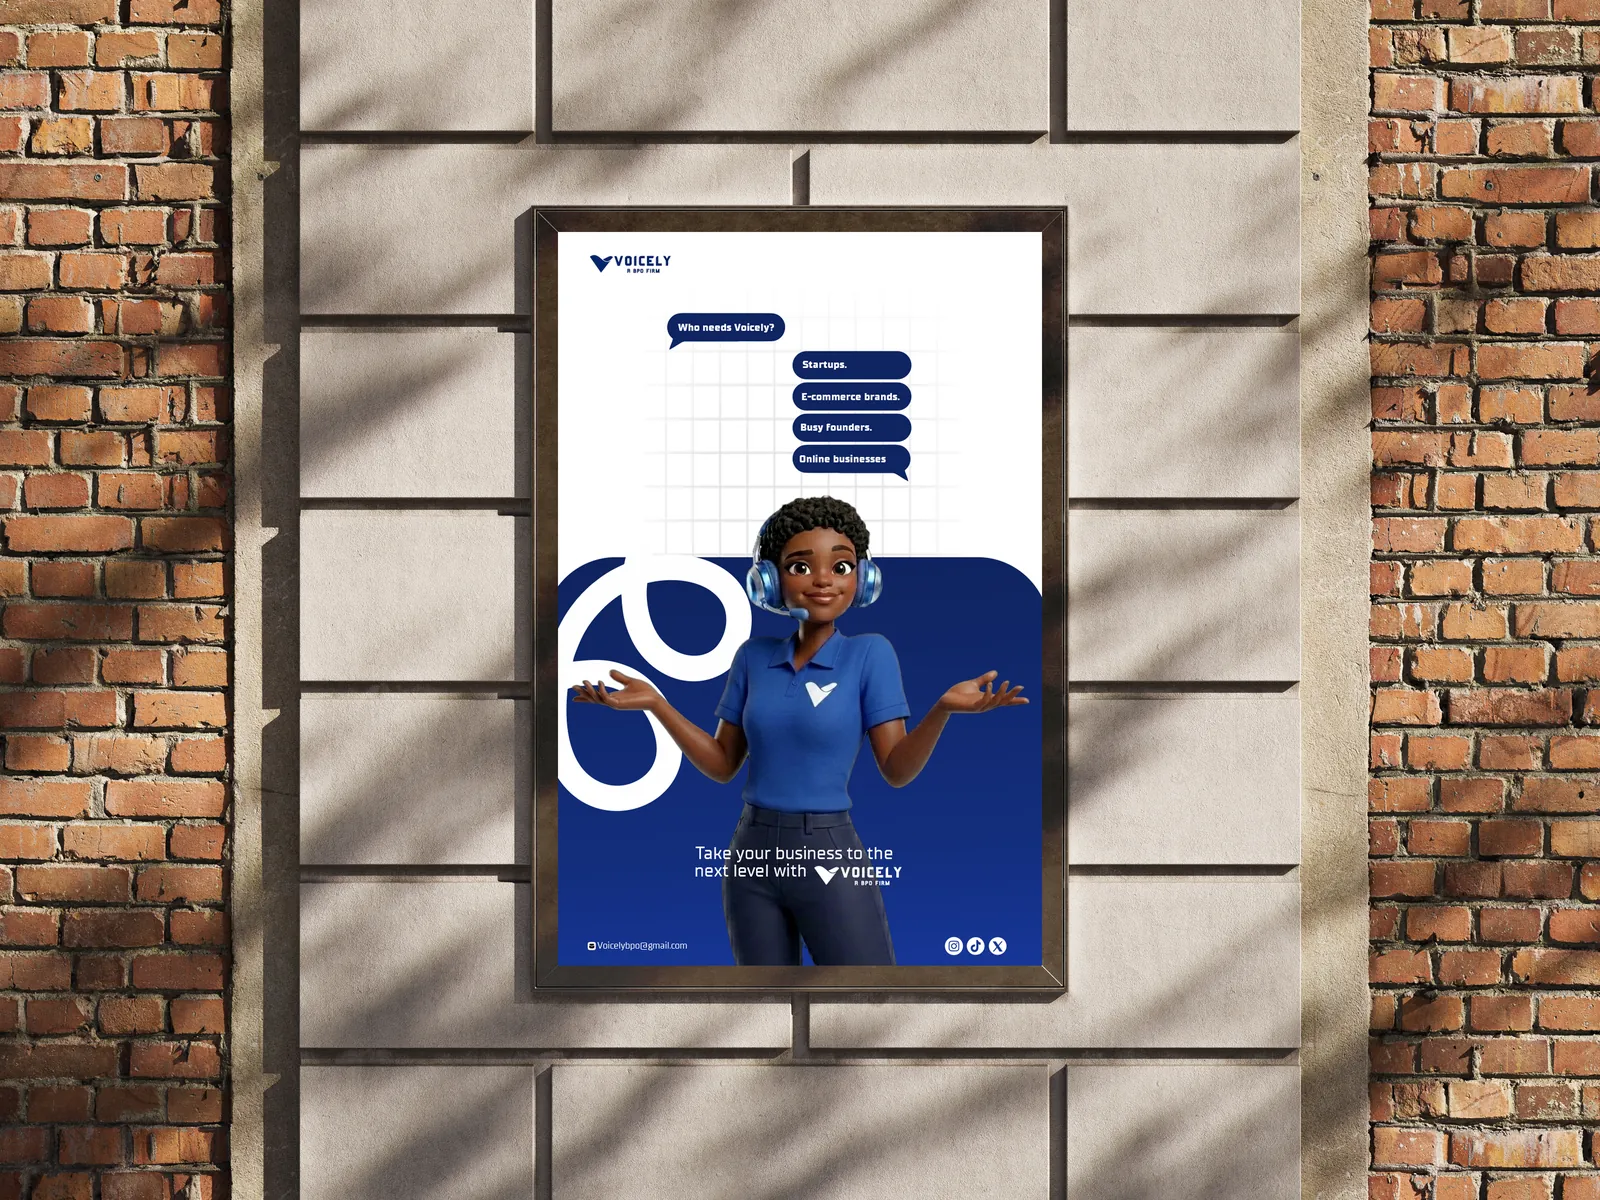 VOICELY
A BPO FIRM
Who needs Voicely?
Startups.
E-commerce brands.
Busy founders.
Online businesses
Take your business to the
next level with VOICELY
A BPO FIRM
Voicelybpo@gmail.com